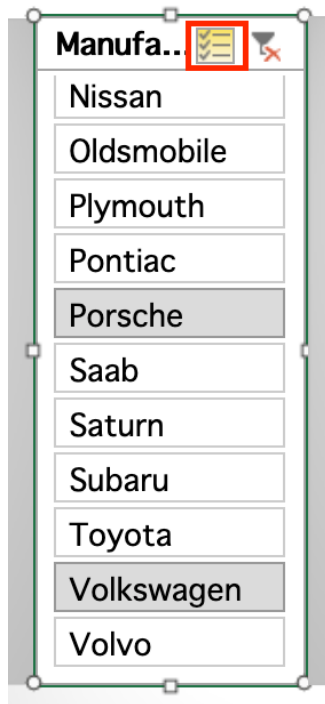 Manufa...
Nissan
Oldsmobile
Plymouth
Pontiac
Porsche
Saab
Saturn
Subaru
Toyota
Volkswagen
Volvo